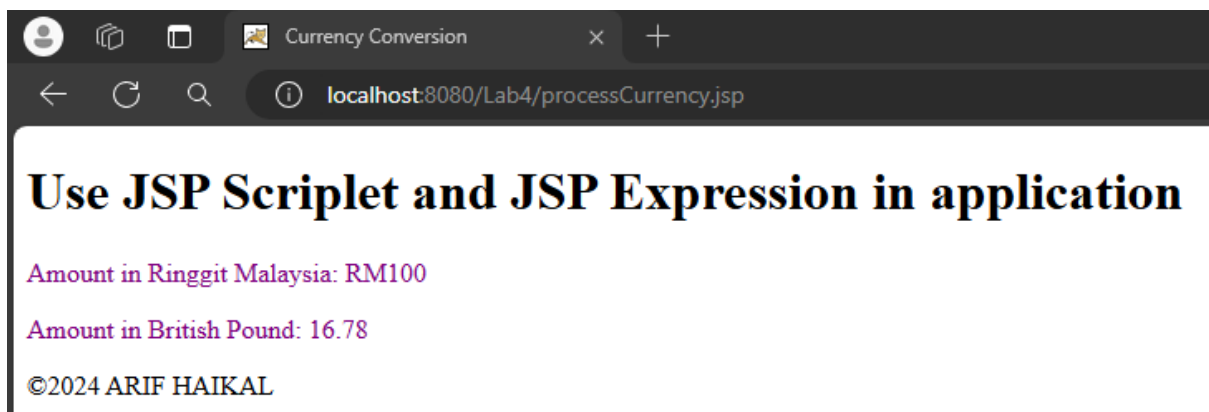 Currency Conversion
localhost:8080/Lab4/processCurrency.jsp
Use JSP Scriplet and JSP Expression in application
Amount in Ringgit Malaysia: RM100
Amount in British Pound: 16.78
©2024 ARIF HAIKAL